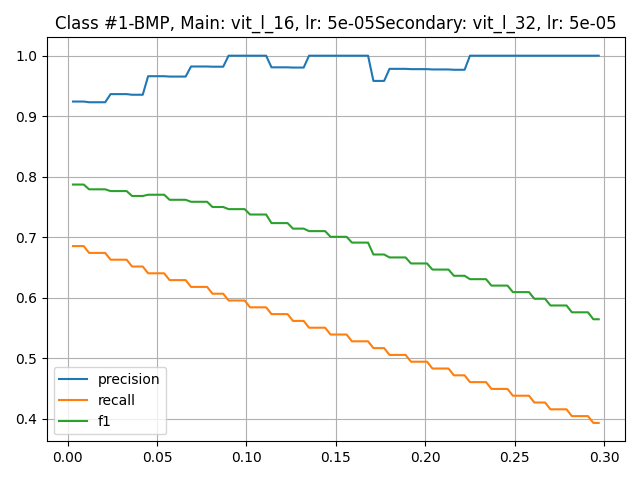 Class #1-BMP, Main: vit_l_16, lr: 5e-05Secondary: vit_l_32, lr: 5e-05
1.0
0.9
0.8
0.7
0.6
0.5
0.4
precision
recall
f1
0.00 0.05 0.10 0.15 0.20 0.25 0.30